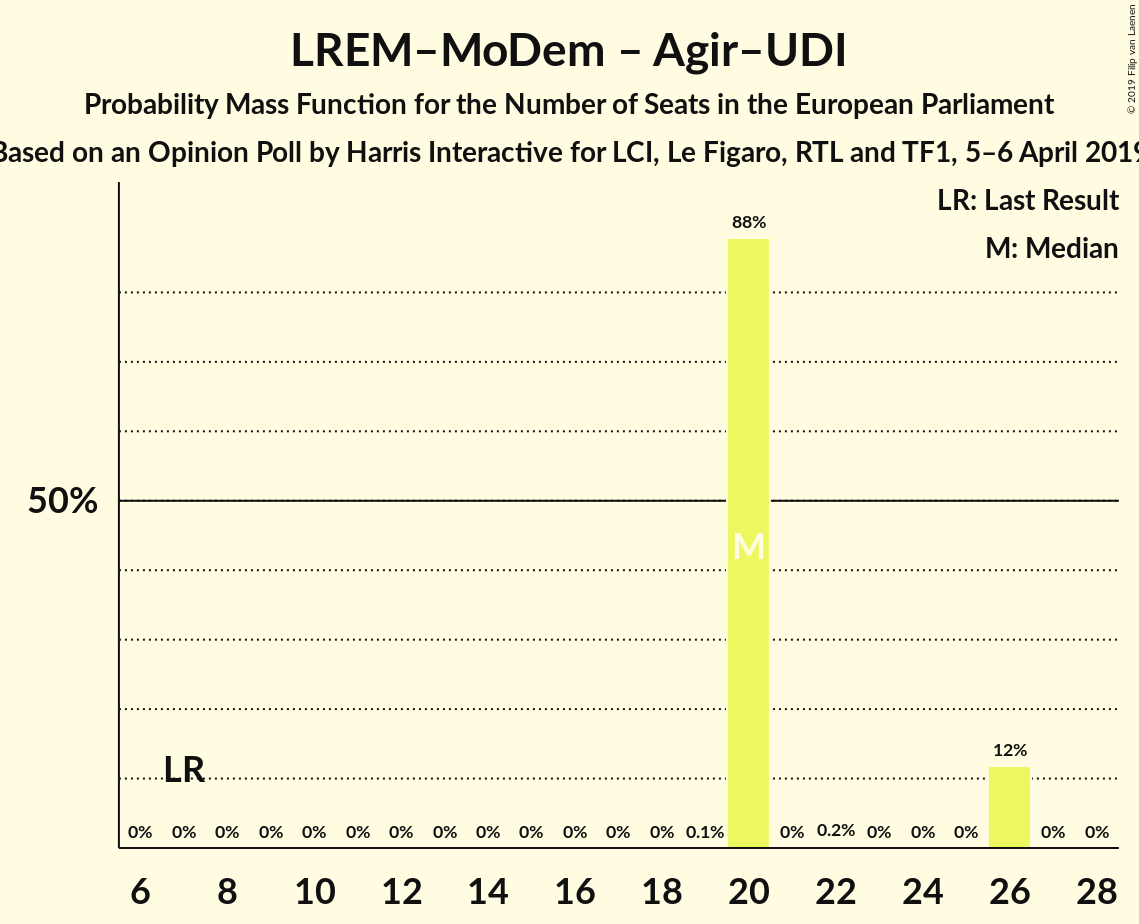 LREM–MoDem – Agir–UDI
Probability Mass Function for the Number of Seats in the European Parliament
Based on an Opinion Poll by Harris Interactive for LCI, Le Figaro, RTL and TF1, 5–6 April 2019
© 2019 Filip van Laenen
LR: Last Result
M: Median
50%
LR
M
0% 0% 0% 0% 0% 0% 0% 0% 0% 0% 0% 0% 0% 0.1% 88% 0% 0.2% 0% 0% 0% 12% 0% 0%
6 8 10 12 14 16 18 20 22 24 26 28